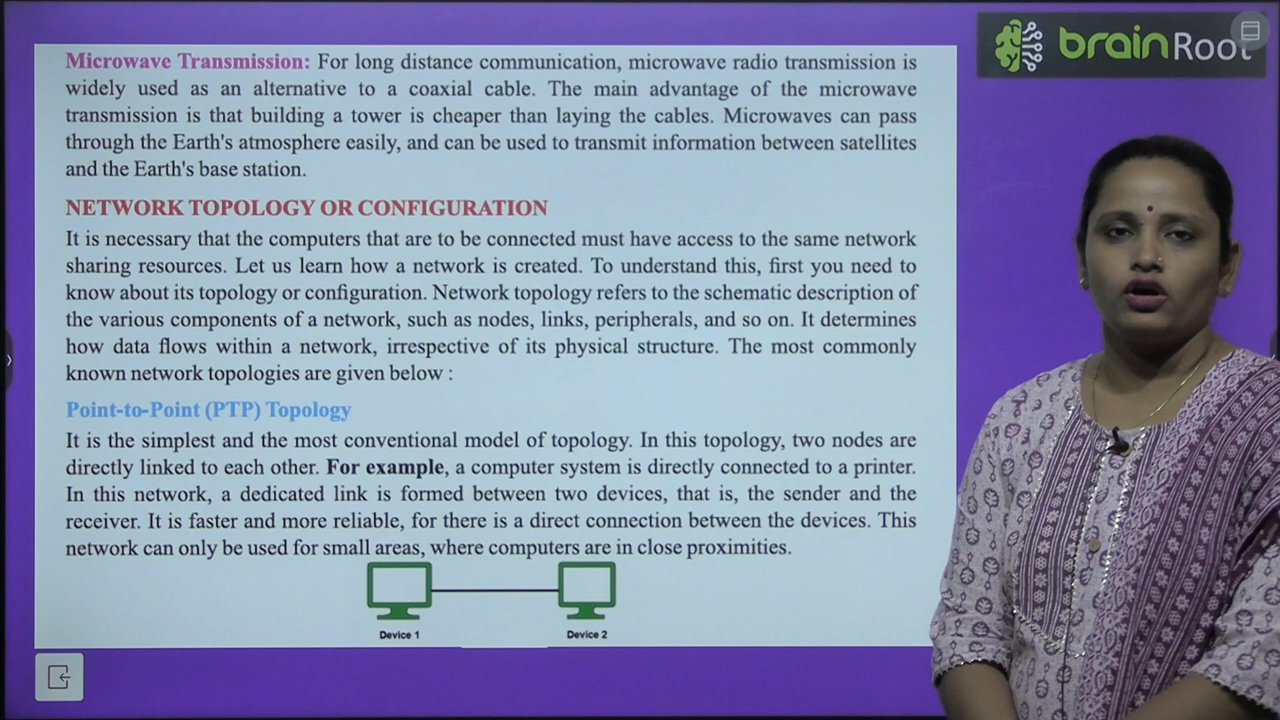 brainRoot
Microwave Transmission: For long distance communication, microwave radio transmission is
widely used as an alternative to a coaxial cable. The main advantage of the microwave
transmission is that building a tower is cheaper than laying the cables. Microwaves can pass
through the Earth's atmosphere easily, and can be used to transmit information between satellites
and the Earth's base station.
NETWORK TOPOLOGY OR CONFIGURATION
It is necessary that the computers that are to be connected must have access to the same network
sharing resources. Let us learn how a network is created. To understand this, first you need to
know about its topology or configuration. Network topology refers to the schematic description of
the various components of a network, such as nodes, links, peripherals, and so on. It determines
how data flows within a network, irrespective of its physical structure. The most commonly
known network topologies are given below :
Point-to-Point (PTP) Topology
It is the simplest and the most conventional model of topology. In this topology, two nodes are
directly linked to each other. For example, a computer system is directly connected to a printer.
In this network, a dedicated link is formed between two devices, that is, the sender and the
receiver. It is faster and more reliable, for there is a direct connection between the devices. This
network can only be used for small areas, where computers are in close proximities.
Device 1
Device 2